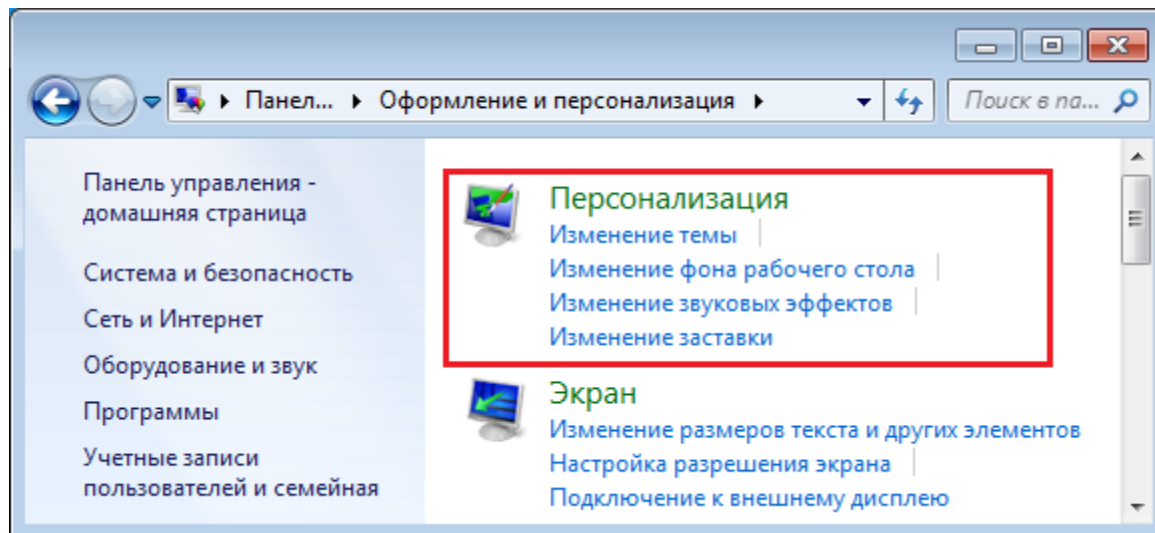 Панел... Оформление и персонализация Поиск в па...
Панель управления -
домашняя страница
Система и безопасность
Сеть и Интернет
Оборудование и звук
Программы
Учетные записи
пользователей и семейная
Персонализация
Изменение темы
Изменение фона рабочего стола
Изменение звуковых эффектов
Изменение заставки
Экран
Изменение размеров текста и других элементов
Настройка разрешения экрана
Подключение к внешнему дисплею